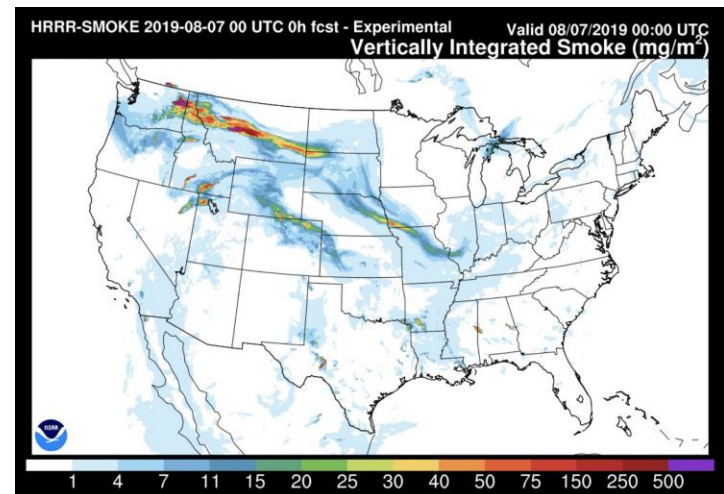 HRRR-SMOKE 2019-08-07 00 UTC 0h fcst - Experimental Valid 08/07/2019 00:00 UTC
Vertically Integrated Smoke (mg/m²)
NOAA
1 4 7 11 15 20 25 30 40 50 75 150 250 500